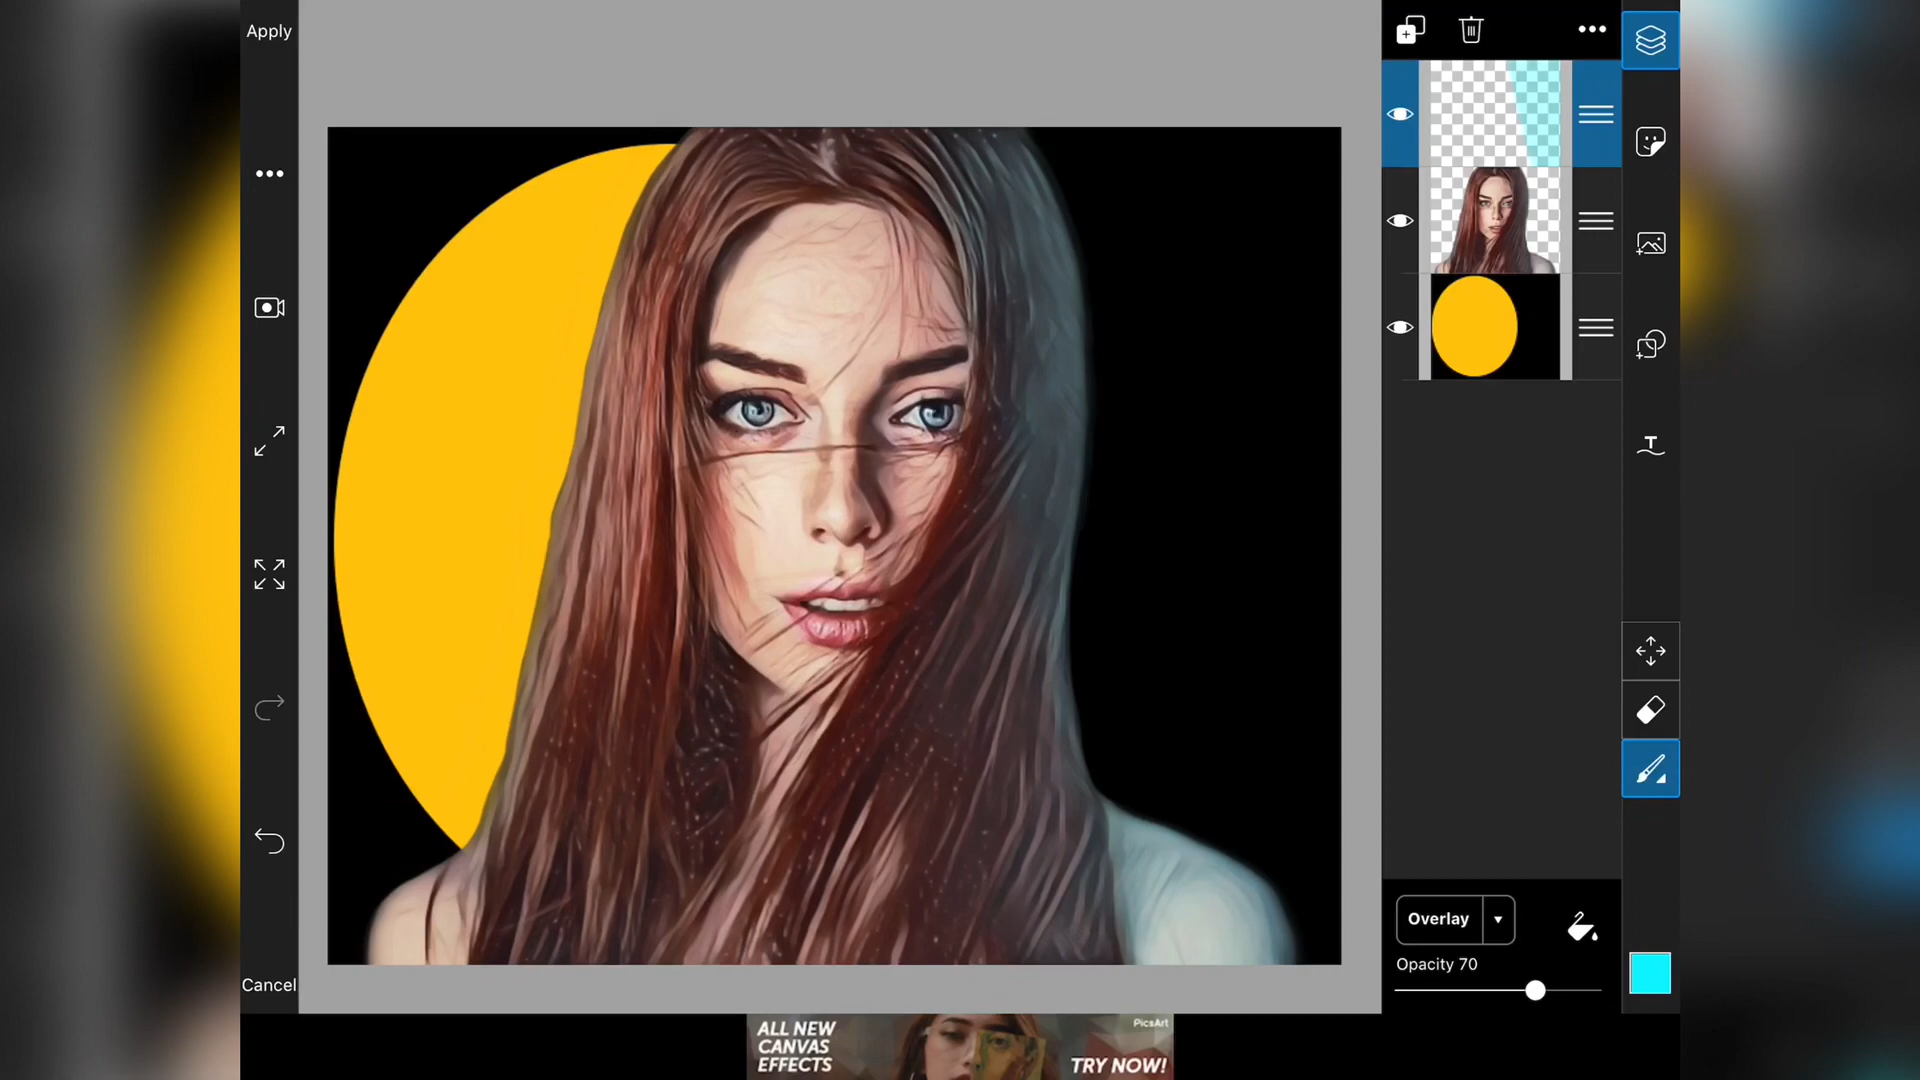 Apply
Overlay
Opacity 70
Cancel
ALL NEW
CANVAS
EFFECTS
PicsArt
TRY NOW!